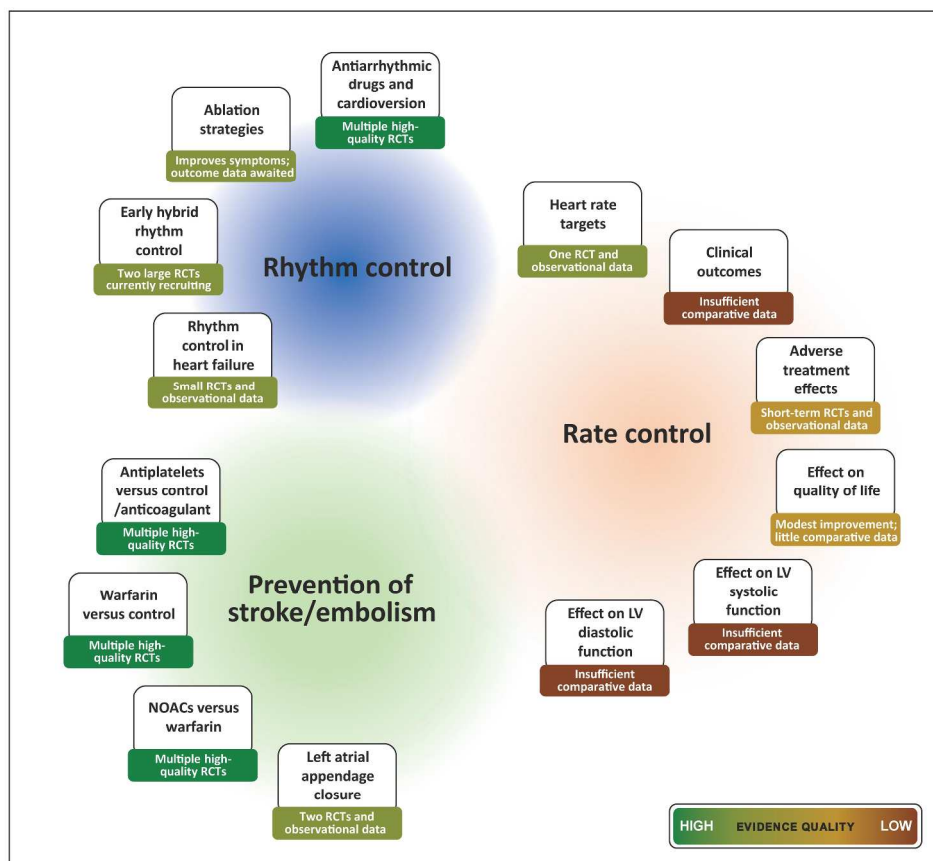 Antiarrhythmic
drugs and
cardioversion
Multiple high-
quality RCTs
Ablation
strategies
Improves symptoms;
outcome data awaited
Early hybrid
rhythm
control
Two large RCTs
currently recruiting
Rhythm
control in
heart failure
Small RCTs and
observational data
Rhythm control
Heart rate
targets
One RCT and
observational data
Clinical
outcomes
Insufficient
comparative data
Adverse
treatment
effects
Short-term RCTs and
observational data
Effect on
quality of life
Modest improvement;
little comparative data
Effect on LV
systolic
function
Insufficient
comparative data
Effect on LV
diastolic
function
Insufficient
comparative data
Rate control
Antiplatelets
versus control
/anticoagulant
Multiple high-
quality RCTs
Warfarin
versus control
Multiple high-
quality RCTs
NOACs versus
warfarin
Multiple high-
quality RCTs
Left atrial
appendage
closure
Two RCTs and
observational data
Prevention of
stroke/embolism
HIGH EVIDENCE QUALITY LOW